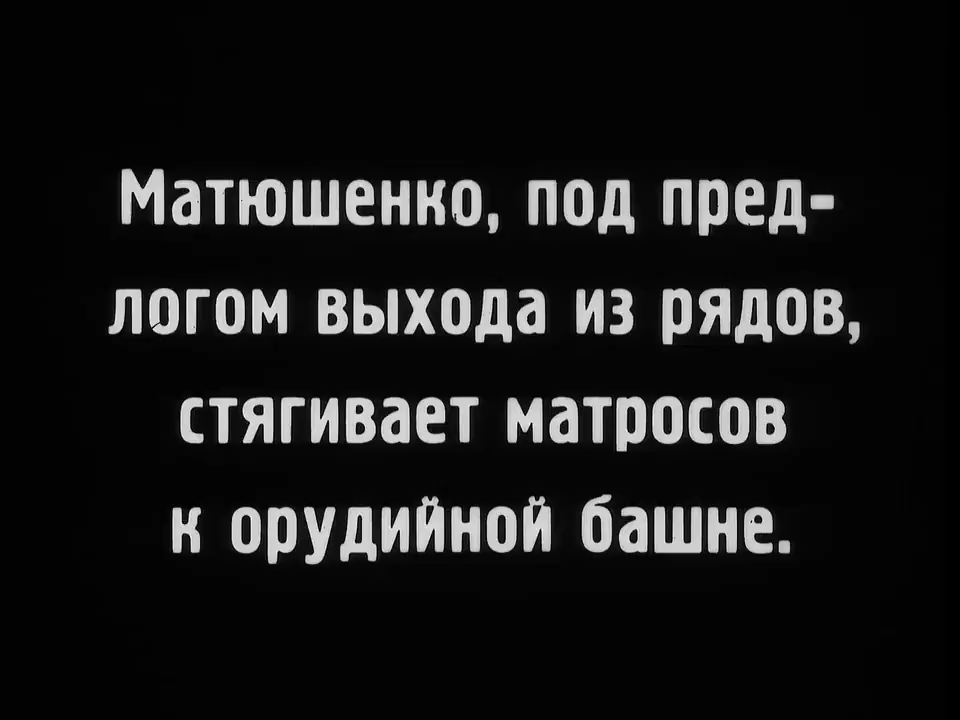 Матюшенко, под пред-
логом выхода из рядов,
стягивает матросов
к орудийной башне.